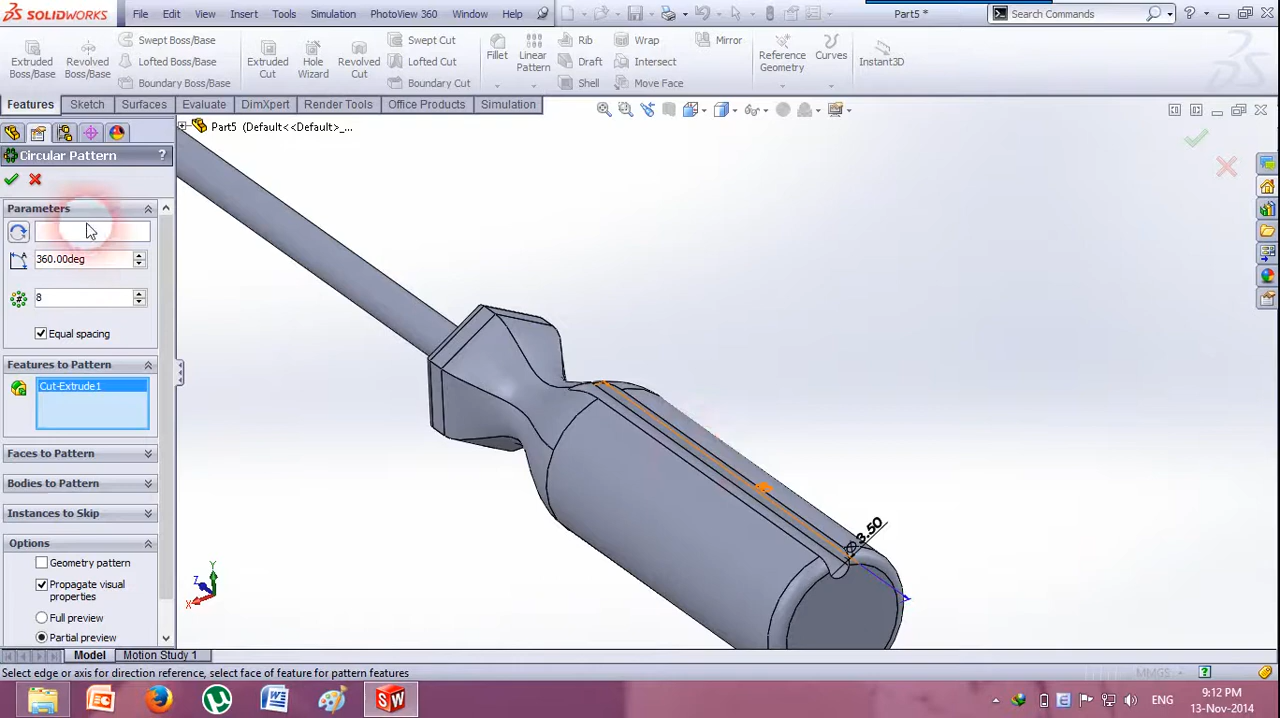 SOLIDWORKS File Edit View Insert Tools Simulation PhotoView 360 Window Help Part5 * Search Commands ?
Extruded Boss/Base
Revolved Boss/Base
Swept Boss/Base
Lofted Boss/Base
Boundary Boss/Base
Extruded Cut
Hole Wizard
Revolved Cut
Swept Cut
Lofted Cut
Boundary Cut
Fillet
Linear Pattern
Rib
Draft
Shell
Wrap
Intersect
Move Face
Mirror
Reference Geometry
Curves
Instant3D
Features Sketch Surfaces Evaluate DimXpert Render Tools Office Products Simulation
Part5 (Default<<Default>_...
Circular Pattern ?
Parameters
360.00deg
8
Equal spacing
Features to Pattern
Cut-Extrude1
Faces to Pattern
Bodies to Pattern
Instances to Skip
Options
Geometry pattern
Propagate visual properties
Full preview
Partial preview
Ø3.50
Y
Z
X
Model Motion Study 1
Select edge or axis for direction reference, select face of feature for pattern features
MMGS
ENG
9:12 PM
13-Nov-2014